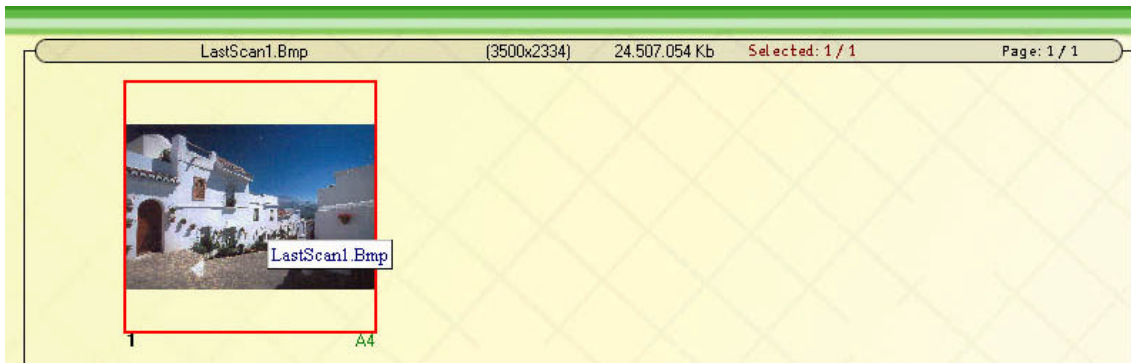 LastScan1.Bmp (3500x2334) 24.507.054 Kb Selected: 1 / 1 Page: 1 / 1
LastScan1.Bmp
1 A4